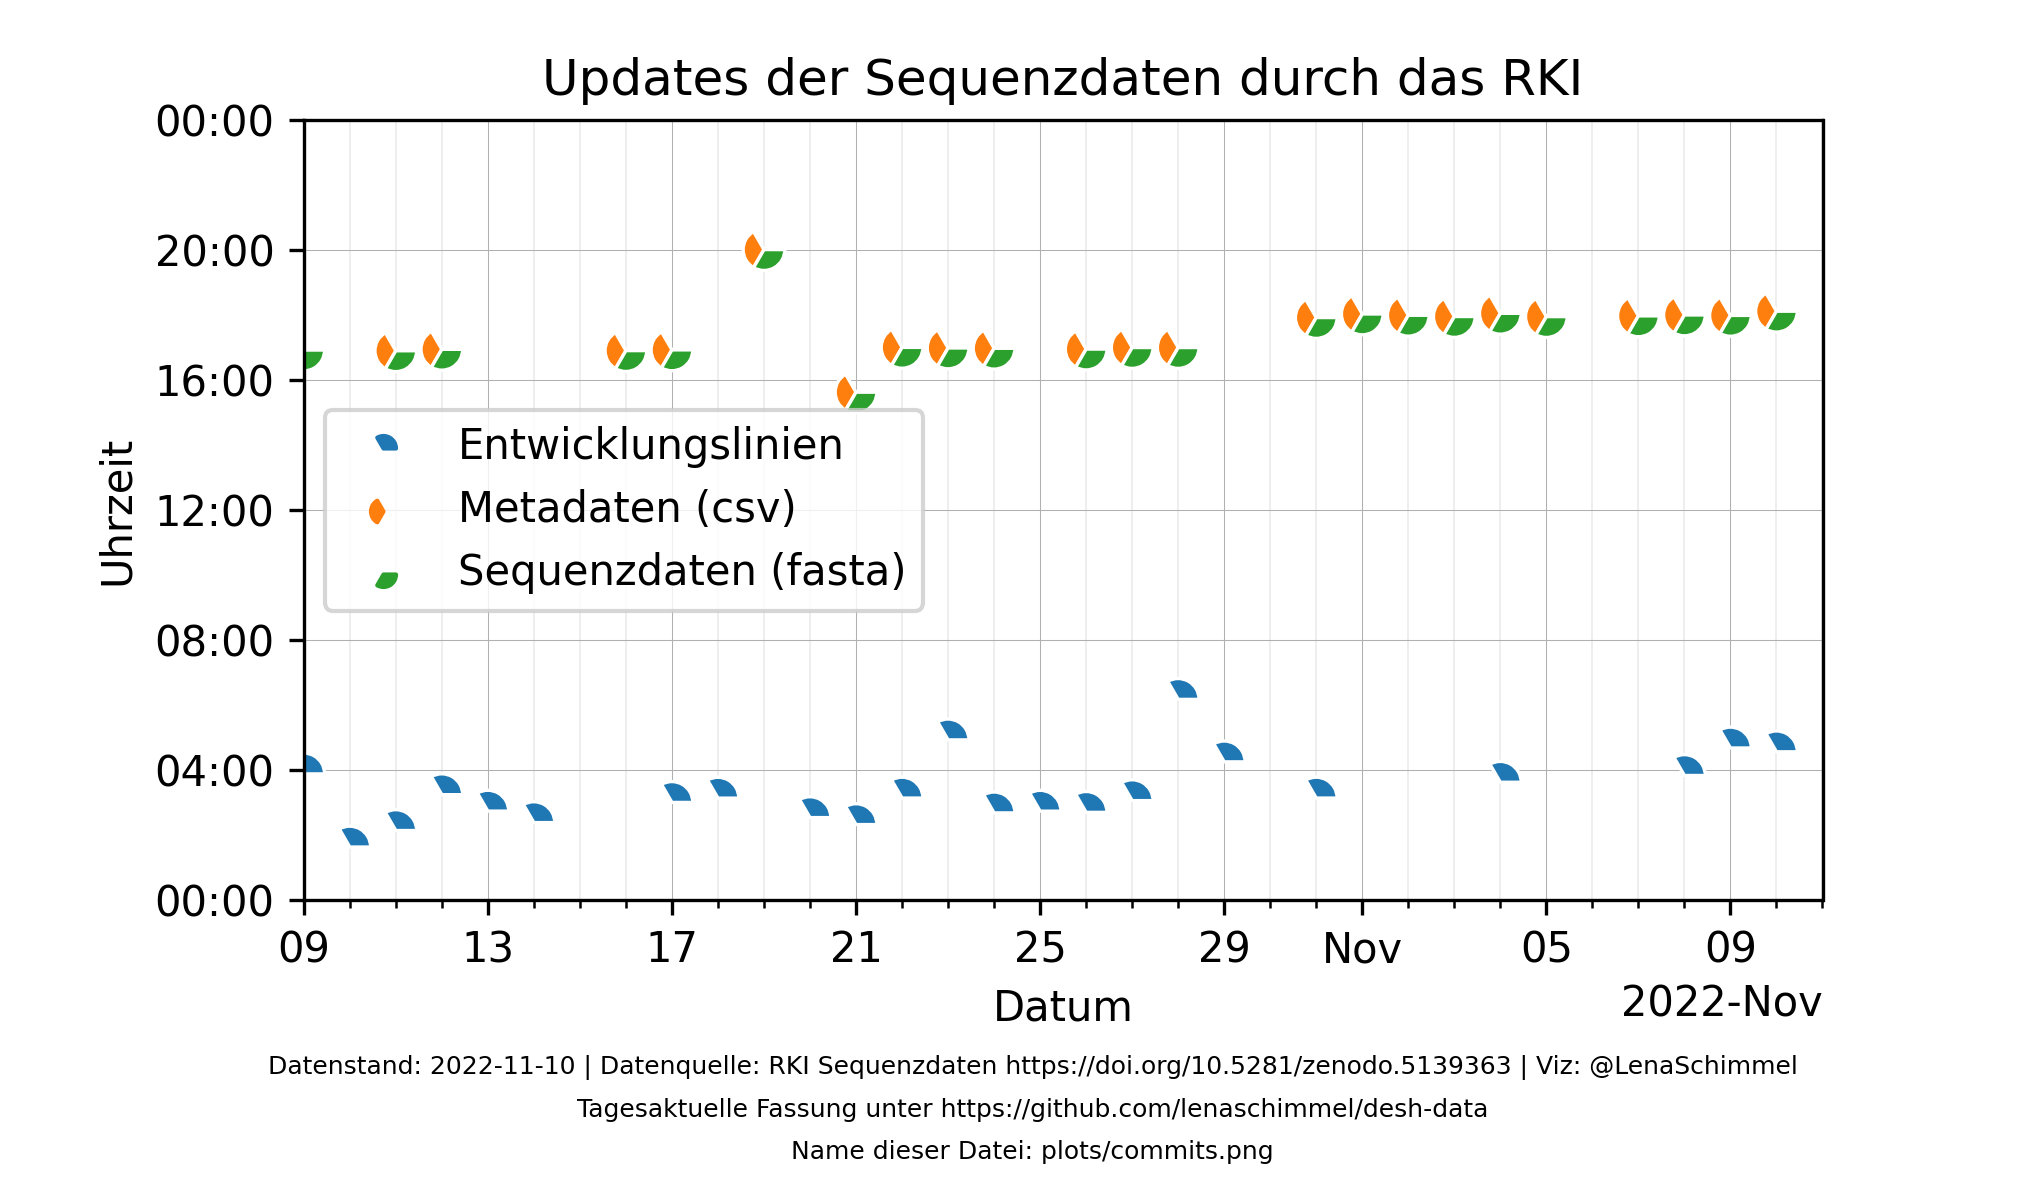 Updates der Sequenzdaten durch das RKI
00:00
20:00
16:00
12:00
08:00
04:00
00:00
Uhrzeit
Entwicklungslinien
Metadaten (csv)
Sequenzdaten (fasta)
09 13 17 21 25 29 Nov 05 09
Datum
2022-Nov
Datenstand: 2022-11-10 | Datenquelle: RKI Sequenzdaten https://doi.org/10.5281/zenodo.5139363 | Viz: @LenaSchimmel
Tagesaktuelle Fassung unter https://github.com/lenaschimmel/desh-data
Name dieser Datei: plots/commits.png